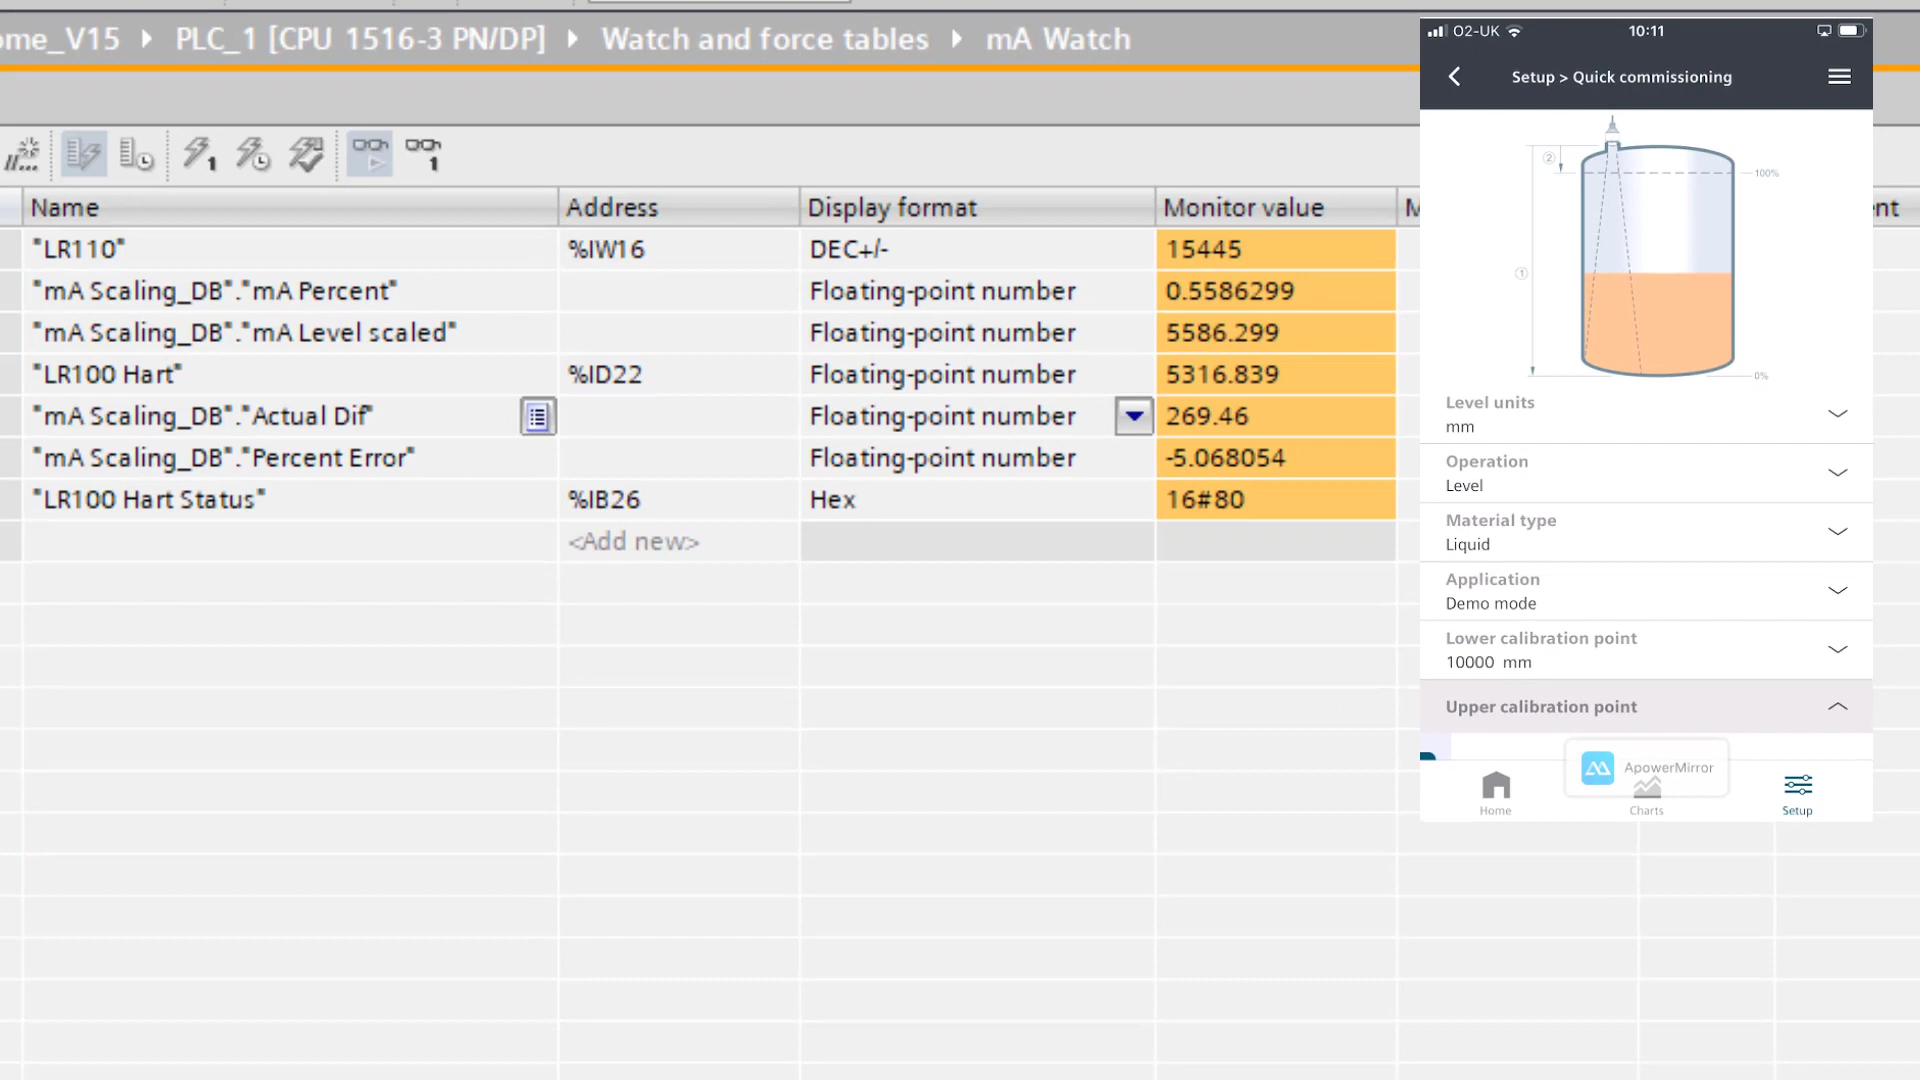 ome_V15 ▸ PLC_1 [CPU 1516-3 PN/DP] ▸ Watch and force tables ▸ mA Watch
Name Address Display format Monitor value M nt
"LR110" %IW16 DEC+/- 15445
"mA Scaling_DB"."mA Percent" Floating-point number 0.5586299
"mA Scaling_DB"."mA Level scaled" Floating-point number 5586.299
"LR100 Hart" %ID22 Floating-point number 5316.839
"mA Scaling_DB"."Actual Dif" Floating-point number 269.46
"mA Scaling_DB"."Percent Error" Floating-point number -5.068054
"LR100 Hart Status" %IB26 Hex 16#80
<Add new>
O2-UK 10:11
Setup > Quick commissioning
②
100%
①
0%
Level units
mm
Operation
Level
Material type
Liquid
Application
Demo mode
Lower calibration point
10000 mm
Upper calibration point
ApowerMirror
Home Charts Setup